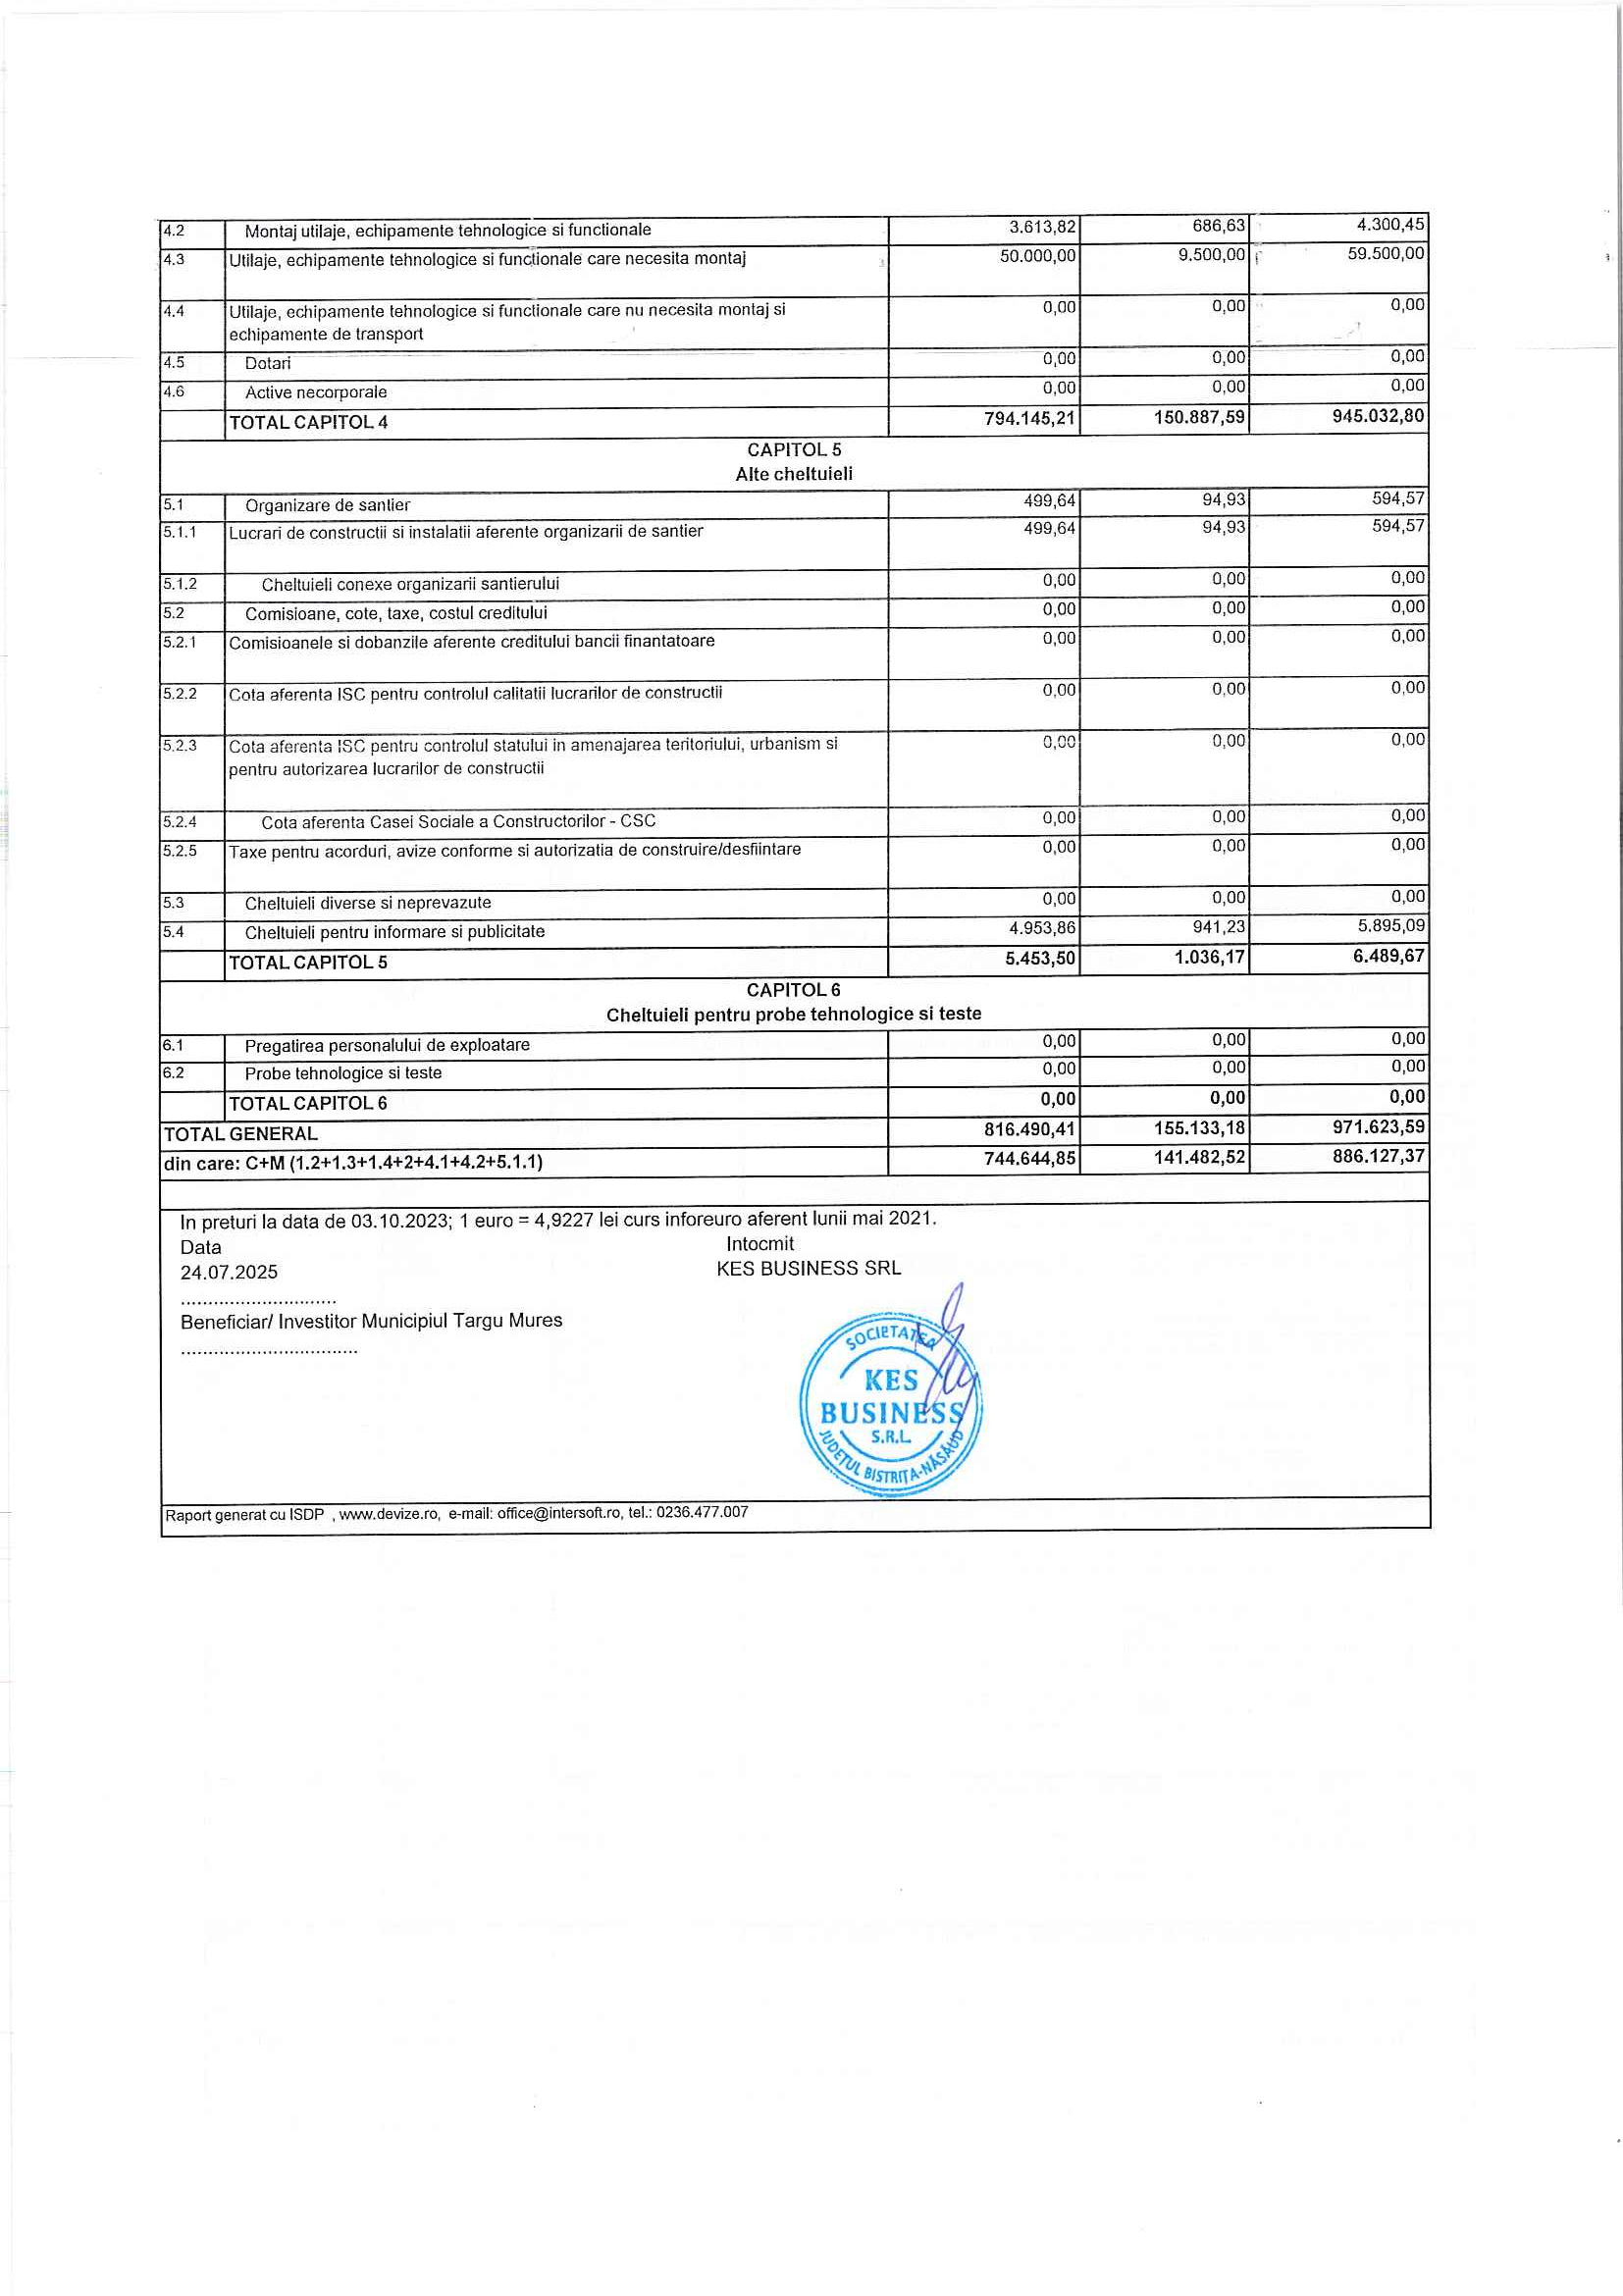 4.2 Montaj utilaje, echipamente tehnologice si functionale 3.613,82 686,63 4.300,45
4.3 Utilaje, echipamente tehnologice si functionale care necesita montaj 50.000,00 9.500,00 59.500,00
4.4 Utilaje, echipamente tehnologice si functionale care nu necesita montaj si 0,00 0,00 0,00
echipamente de transport
4.5 Dotari 0,00 0,00 0,00
4.6 Active necorporale 0,00 0,00 0,00
TOTAL CAPITOL 4 794.145,21 150.887,59 945.032,80
CAPITOL 5
Alte cheltuieli
5.1 Organizare de santier 499,64 94,93 594,57
5.1.1 Lucrari de constructii si instalatii aferente organizarii de santier 499,64 94,93 594,57
5.1.2 Cheltuieli conexe organizarii santierului 0,00 0,00 0,00
5.2 Comisioane, cote, taxe, costul creditului 0,00 0,00 0,00
5.2.1 Comisioanele si dobanzile aferente creditului bancii finantatoare 0,00 0,00 0,00
5.2.2 Cota aferenta ISC pentru controlul calitatii lucrarilor de constructii 0,00 0,00 0,00
5.2.3 Cota aferenta ISC pentru controlul statului in amenajarea teritoriului, urbanism si 0,00 0,00 0,00
pentru autorizarea lucrarilor de constructii
5.2.4 Cota aferenta Casei Sociale a Constructorilor - CSC 0,00 0,00 0,00
5.2.5 Taxe pentru acorduri, avize conforme si autorizatia de construire/desfiintare 0,00 0,00 0,00
5.3 Cheltuieli diverse si neprevazute 0,00 0,00 0,00
5.4 Cheltuieli pentru informare si publicitate 4.953,86 941,23 5.895,09
TOTAL CAPITOL 5 5.453,50 1.036,17 6.489,67
CAPITOL 6
Cheltuieli pentru probe tehnologice si teste
6.1 Pregatirea personalului de exploatare 0,00 0,00 0,00
6.2 Probe tehnologice si teste 0,00 0,00 0,00
TOTAL CAPITOL 6 0,00 0,00 0,00
TOTAL GENERAL 816.490,41 155.133,18 971.623,59
din care: C+M (1.2+1.3+1.4+2+4.1+4.2+5.1.1) 744.644,85 141.482,52 886.127,37
In preturi la data de 03.10.2023; 1 euro = 4,9227 lei curs inforeuro aferent lunii mai 2021.
Data Intocmit
24.07.2025 KES BUSINESS SRL
............................
Beneficiar/ Investitor Municipiul Targu Mures
................................
SOCIETATEA
KES
BUSINESS
S.R.L.
JUDEȚUL BISTRIȚA-NĂSĂUD
Raport generat cu ISDP , www.devize.ro, e-mail: office@intersoft.ro, tel.: 0236.477.007